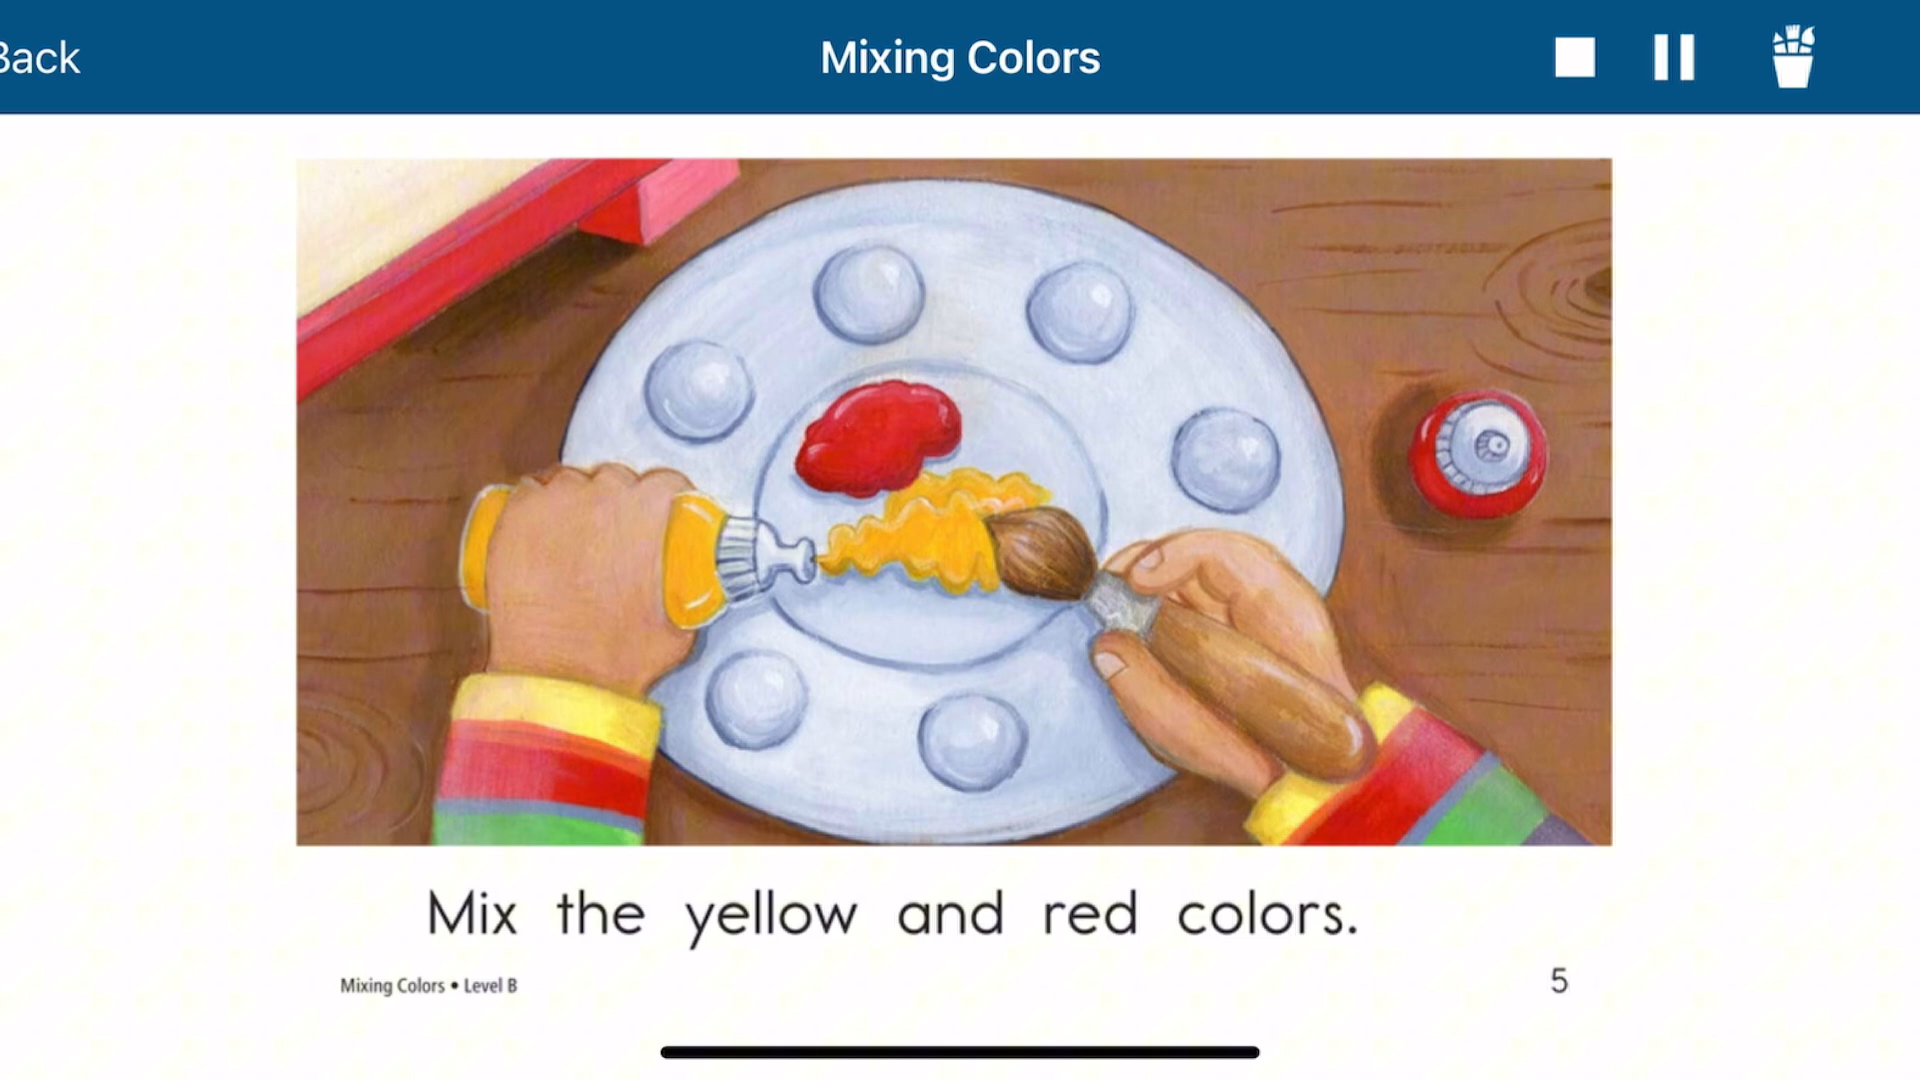 Back
Mixing Colors
Mix the yellow and red colors.
Mixing Colors • Level B
5